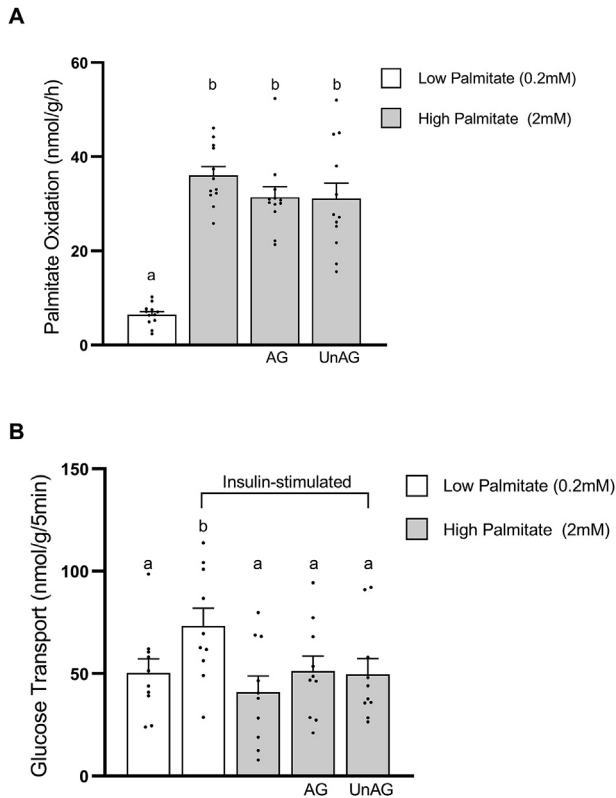 A
60
40
20
0
Palmitate Oxidation (nmol/g/h)
a
b
b
b
AG
UnAG
Low Palmitate (0.2mM)
High Palmitate (2mM)
B
150
100
50
0
Glucose Transport (nmol/g/5min)
Insulin-stimulated
a
b
a
a
a
AG
UnAG
Low Palmitate (0.2mM)
High Palmitate (2mM)